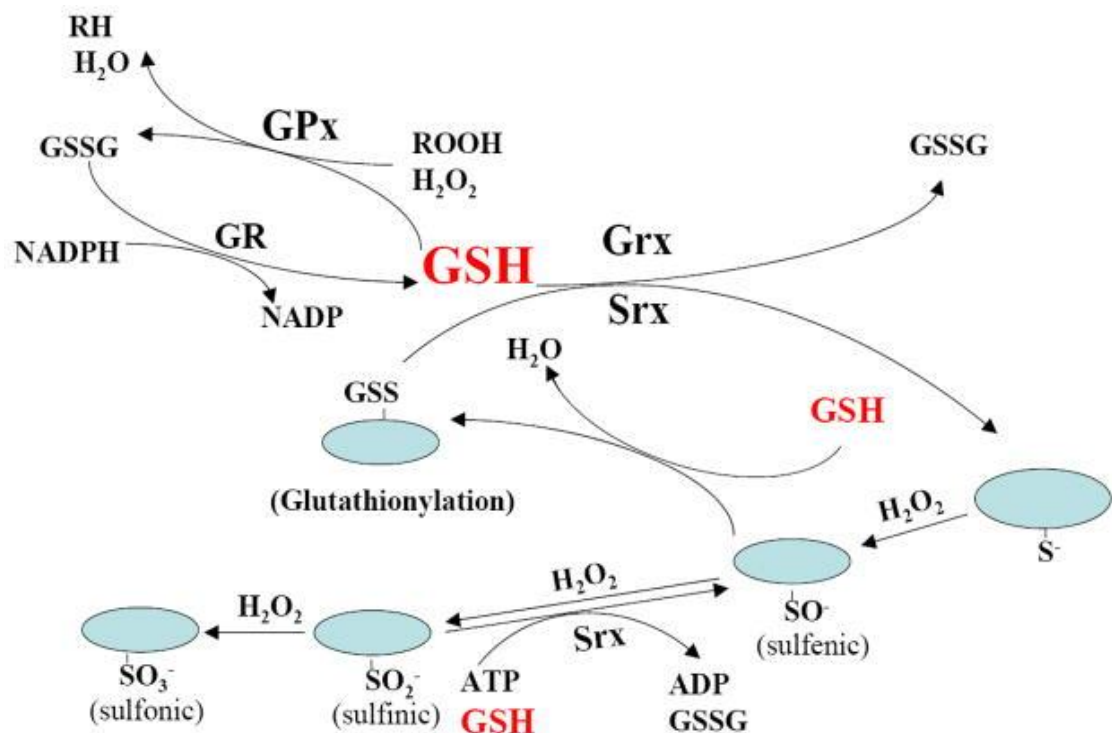 RH
H₂O
GPx
GSSG
ROOH
H₂O₂
GSSG
NADPH
GR
GSH
Grx
NADP
Srx
H₂O
GSS
GSH
(Glutathionylation)
H₂O₂
S⁻
H₂O₂
SO⁻
(sulfenic)
H₂O₂
Srx
SO₃⁻
(sulfonic)
SO₂⁻
(sulfinic)
ATP
GSH
ADP
GSSG